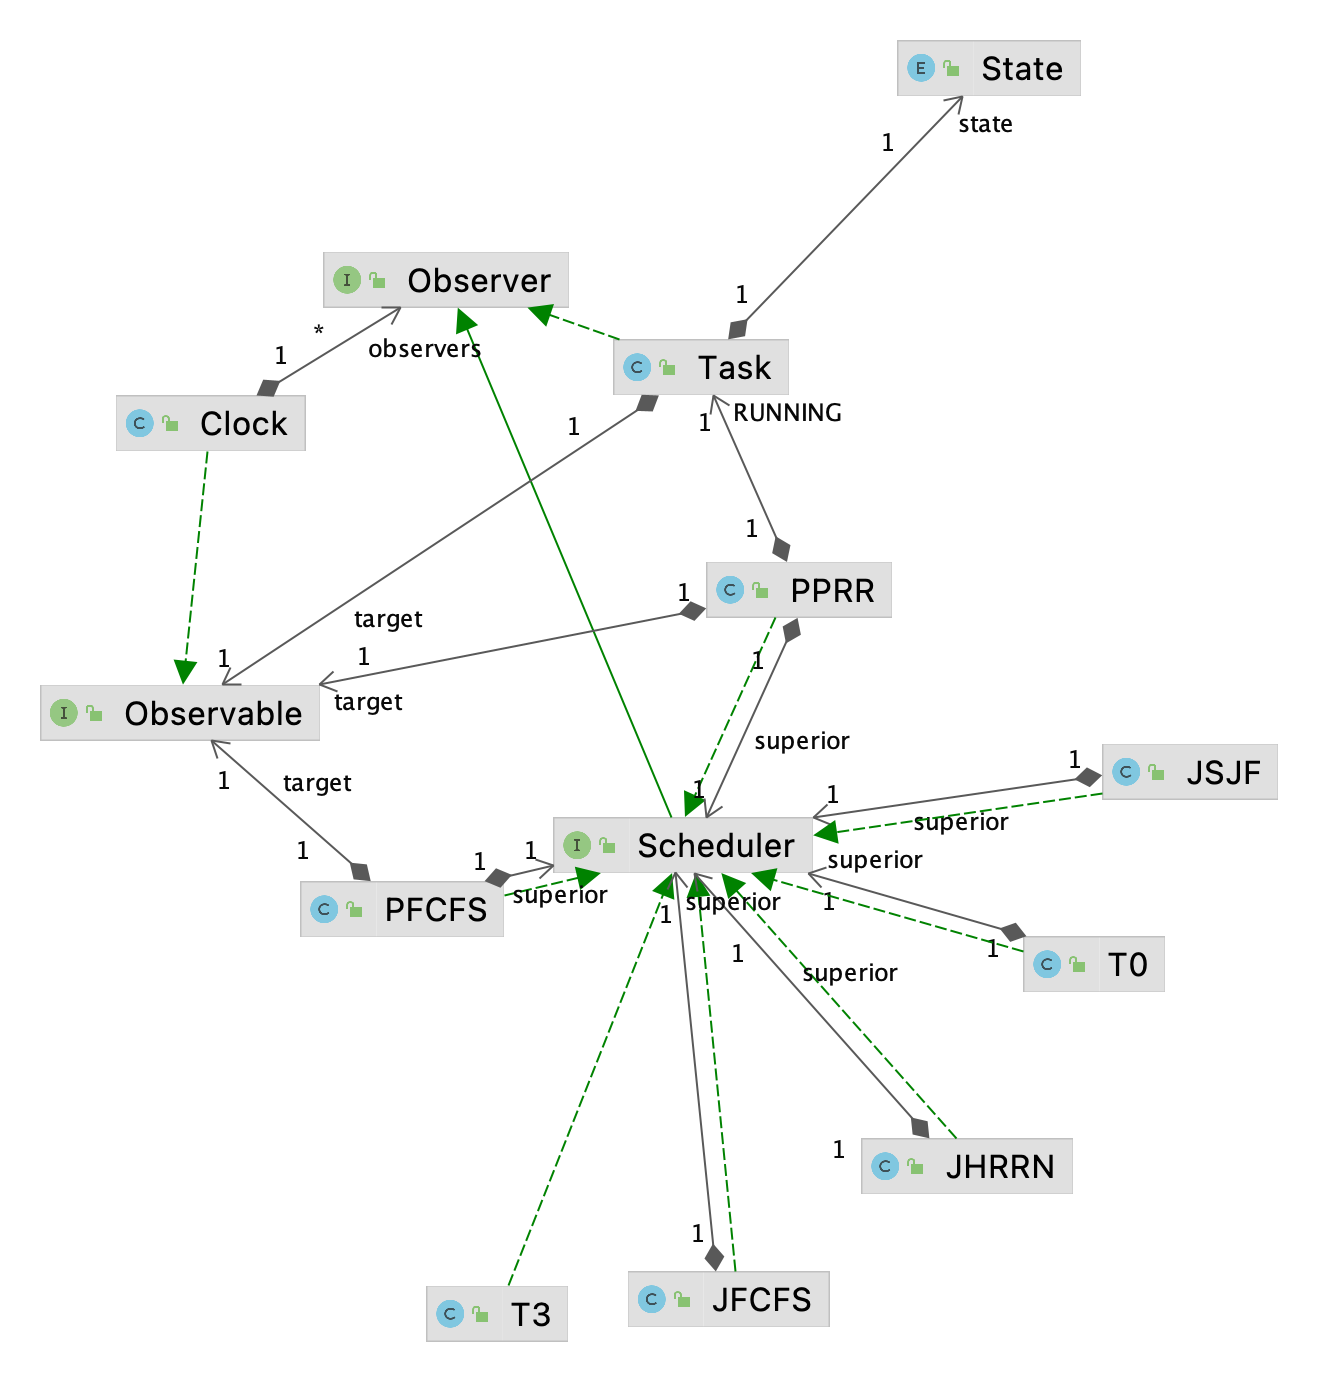 E State
state
1
I Observer
1
*
observers
1
C Task
RUNNING
1
C Clock
1
1
C PPRR
1
target
1
1
target
1
I Observable
superior
1
target
1
C JSJF
1
1
superior
I Scheduler
superior
1
1
1
1
superior
C PFCFS
superior
1
1
1
C T0
1
superior
1
C JHRRN
1
C JFCFS
C T3